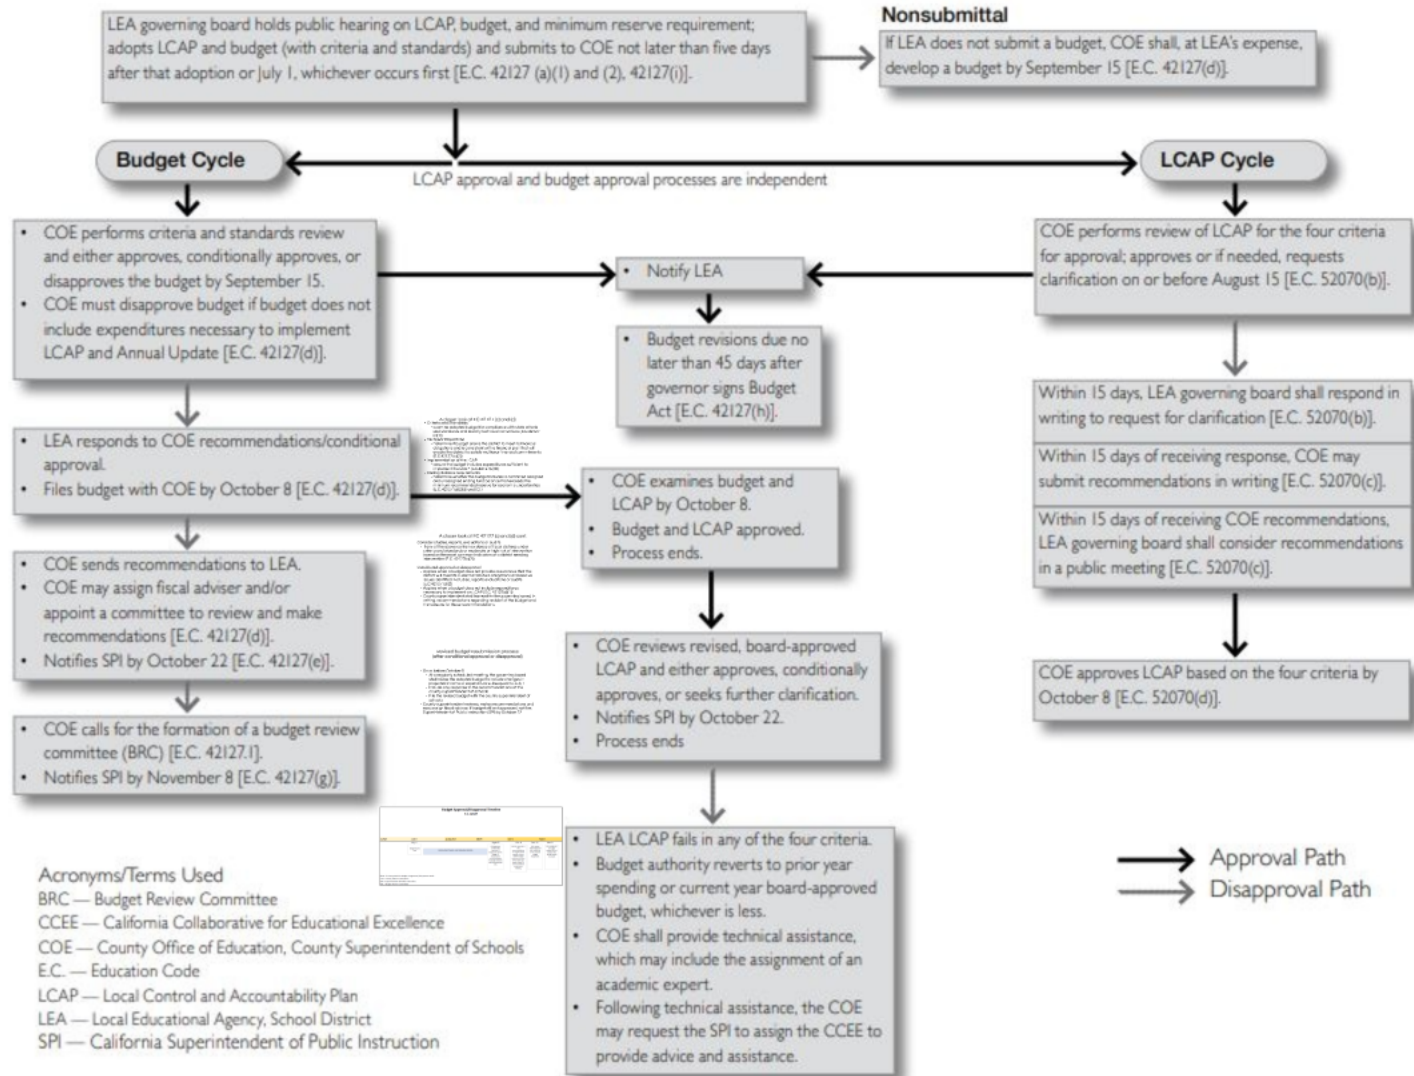 LEA governing board holds public hearing on LCAP, budget, and minimum reserve requirement;
adopts LCAP and budget (with criteria and standards) and submits to COE not later than five days
after that adoption or July 1, whichever occurs first [E.C. 42127 (a)(1) and (2), 42127(i)].
Nonsubmittal
If LEA does not submit a budget, COE shall, at LEA's expense,
develop a budget by September 15 [E.C. 42127(d)].
Budget Cycle
LCAP Cycle
LCAP approval and budget approval processes are independent
• COE performs criteria and standards review
and either approves, conditionally approves, or
disapproves the budget by September 15.
• COE must disapprove budget if budget does not
include expenditures necessary to implement
LCAP and Annual Update [E.C. 42127(d)].
• Notify LEA
COE performs review of LCAP for the four criteria
for approval; approves or if needed, requests
clarification on or before August 15 [E.C. 52070(b)].
• Budget revisions due no
later than 45 days after
governor signs Budget
Act [E.C. 42127(h)].
Within 15 days, LEA governing board shall respond in
writing to request for clarification [E.C. 52070(b)].
Within 15 days of receiving response, COE may
submit recommendations in writing [E.C. 52070(c)].
Within 15 days of receiving COE recommendations,
LEA governing board shall consider recommendations
in a public meeting [E.C. 52070(c)].
• LEA responds to COE recommendations/conditional
approval.
• Files budget with COE by October 8 [E.C. 42127(d)].
• COE examines budget and
LCAP by October 8.
• Budget and LCAP approved.
• Process ends.
• COE sends recommendations to LEA.
• COE may assign fiscal adviser and/or
appoint a committee to review and make
recommendations [E.C. 42127(d)].
• Notifies SPI by October 22 [E.C. 42127(e)].
• COE reviews revised, board-approved
LCAP and either approves, conditionally
approves, or seeks further clarification.
• Notifies SPI by October 22.
• Process ends
COE approves LCAP based on the four criteria by
October 8 [E.C. 52070(d)].
• COE calls for the formation of a budget review
committee (BRC) [E.C. 42127.1].
• Notifies SPI by November 8 [E.C. 42127(g)].
• LEA LCAP fails in any of the four criteria.
• Budget authority reverts to prior year
spending or current year board-approved
budget, whichever is less.
• COE shall provide technical assistance,
which may include the assignment of an
academic expert.
• Following technical assistance, the COE
may request the SPI to assign the CCEE to
provide advice and assistance.
Approval Path
Disapproval Path
Acronyms/Terms Used
BRC — Budget Review Committee
CCEE — California Collaborative for Educational Excellence
COE — County Office of Education, County Superintendent of Schools
E.C. — Education Code
LCAP — Local Control and Accountability Plan
LEA — Local Educational Agency, School District
SPI — California Superintendent of Public Instruction